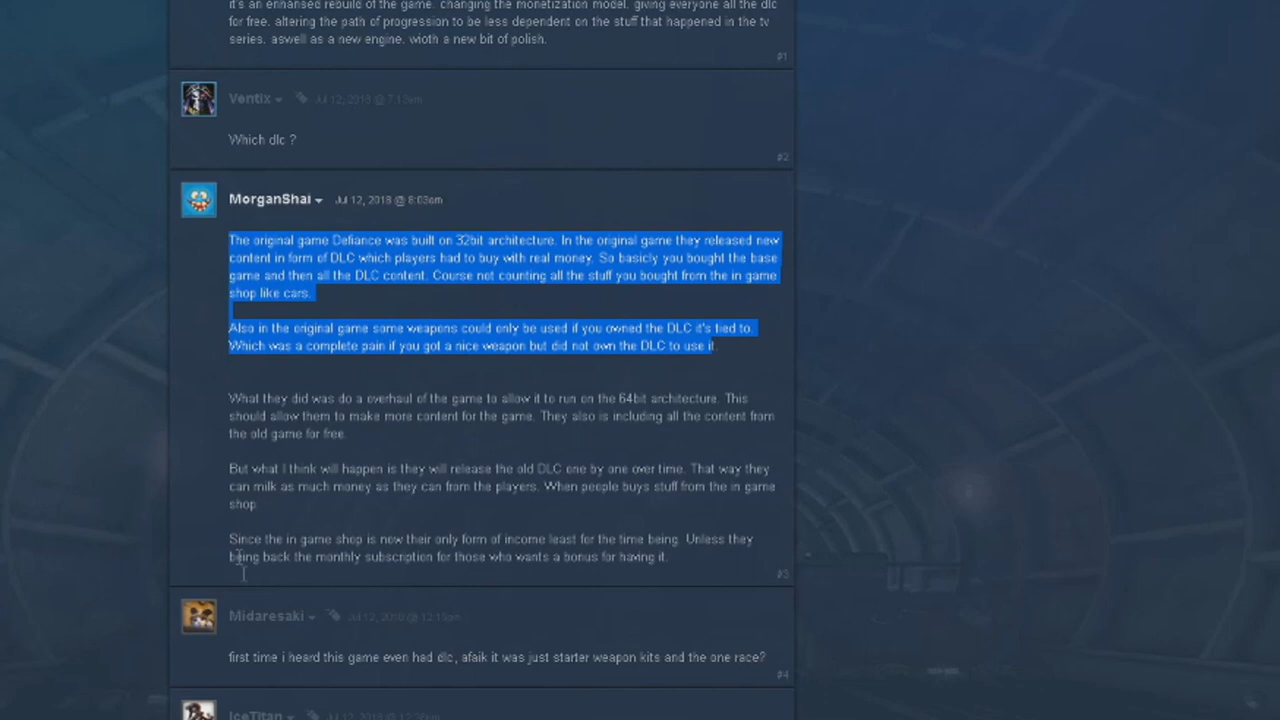 it's an enhansed rebuild of the game. changing the monetization model. giving everyone all the dlc
for free. altering the path of progression to be less dependent on the stuff that happened in the tv
series. aswell as a new engine. wioth a new bit of polish.
#1
Ventix Jul 12, 2018 @ 7:13am
Which dlc ?
#2
MorganShai Jul 12, 2018 @ 8:03am
The original game Defiance was built on 32bit architecture. In the original game they released new
content in form of DLC which players had to buy with real money. So basicly you bought the base
game and then all the DLC content. Course not counting all the stuff you bought from the in game
shop like cars.
Also in the original game some weapons could only be used if you owned the DLC it's tied to.
Which was a complete pain if you got a nice weapon but did not own the DLC to use it.
What they did was do a overhaul of the game to allow it to run on the 64bit architecture. This
should allow them to make more content for the game. They also is including all the content from
the old game for free.
But what I think will happen is they will release the old DLC one by one over time. That way they
can milk as much money as they can from the players. When people buys stuff from the in game
shop
Since the in game shop is now their only form of income least for the time being. Unless they
being back the monthly subscription for those who wants a bonus for having it.
#3
Midaresaki Jul 12, 2018 @ 12:10pm
first time i heard this game even had dlc, afaik it was just starter weapon kits and the one race?
#4
IceTitan Jul 12, 2018 @